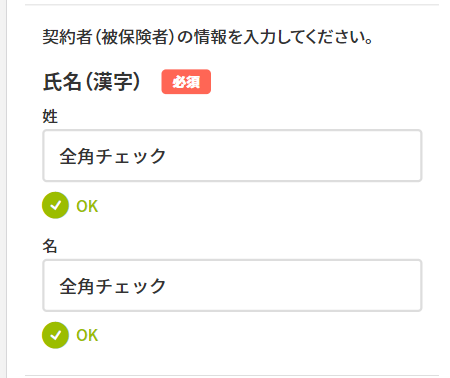 契約者（被保険者）の情報を入力してください。
氏名（漢字） 必須
姓
全角チェック
OK
名
全角チェック
OK